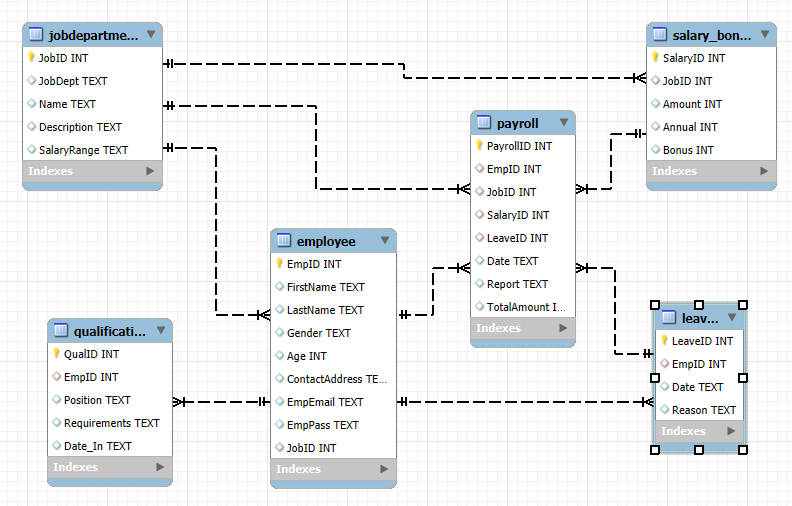 jobdepartme...
JobID INT
JobDept TEXT
Name TEXT
Description TEXT
SalaryRange TEXT
Indexes
salary_bon...
SalaryID INT
JobID INT
Amount INT
Annual INT
Bonus INT
Indexes
payroll
PayrollID INT
EmpID INT
JobID INT
SalaryID INT
LeaveID INT
Date TEXT
Report TEXT
TotalAmount I...
Indexes
employee
EmpID INT
FirstName TEXT
LastName TEXT
Gender TEXT
Age INT
ContactAddress TE...
EmpEmail TEXT
EmpPass TEXT
JobID INT
Indexes
qualificati...
QualID INT
EmpID INT
Position TEXT
Requirements TEXT
Date_In TEXT
Indexes
leav...
LeaveID INT
EmpID INT
Date TEXT
Reason TEXT
Indexes